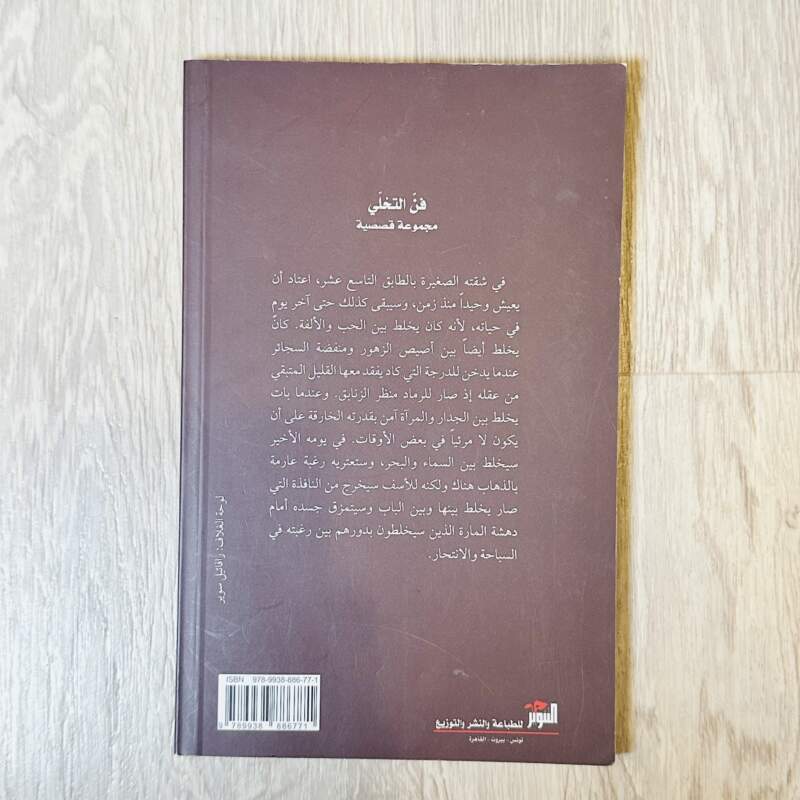 فنّ التخلّي
مجموعة قصصية
في شقته الصغيرة بالطابق التاسع عشر، اعتاد أن
يعيش وحيداً منذ زمن، وسيبقى كذلك حتى آخر يوم
في حياته، لأنه كان يخلط بين الحب والألفة. كانَ
يخلط أيضاً بين أصيص الزهور ومنفضة السجائر
عندما يدخن للدرجة التي كاد يفقد معها القليل المتبقي
من عقله إذ صار للرماد منظر الزنابق. وعندما بات
يخلط بين الجدار والمرآة آمن بقدرته الخارقة على أن
يكون لا مرئياً في بعض الأوقات. في يومه الأخير
سيخلط بين السماء والبحر، وستعتريه رغبة عارمة
بالذهاب هناك ولكنه للأسف سيخرج من النافذة التي
صار يخلط بينها وبين الباب وسيتمزق جسده أمام
دهشة المارة الذين سيخلطون بدورهم بين رغبته في
السباحة والانتحار.
لوحة الغلاف: رافائيل سوير
ISBN 978-9938-886-77-1
9 789938 886771
التنوير
للطباعة والنشر والتوزيع
تونس - بيروت - القاهرة